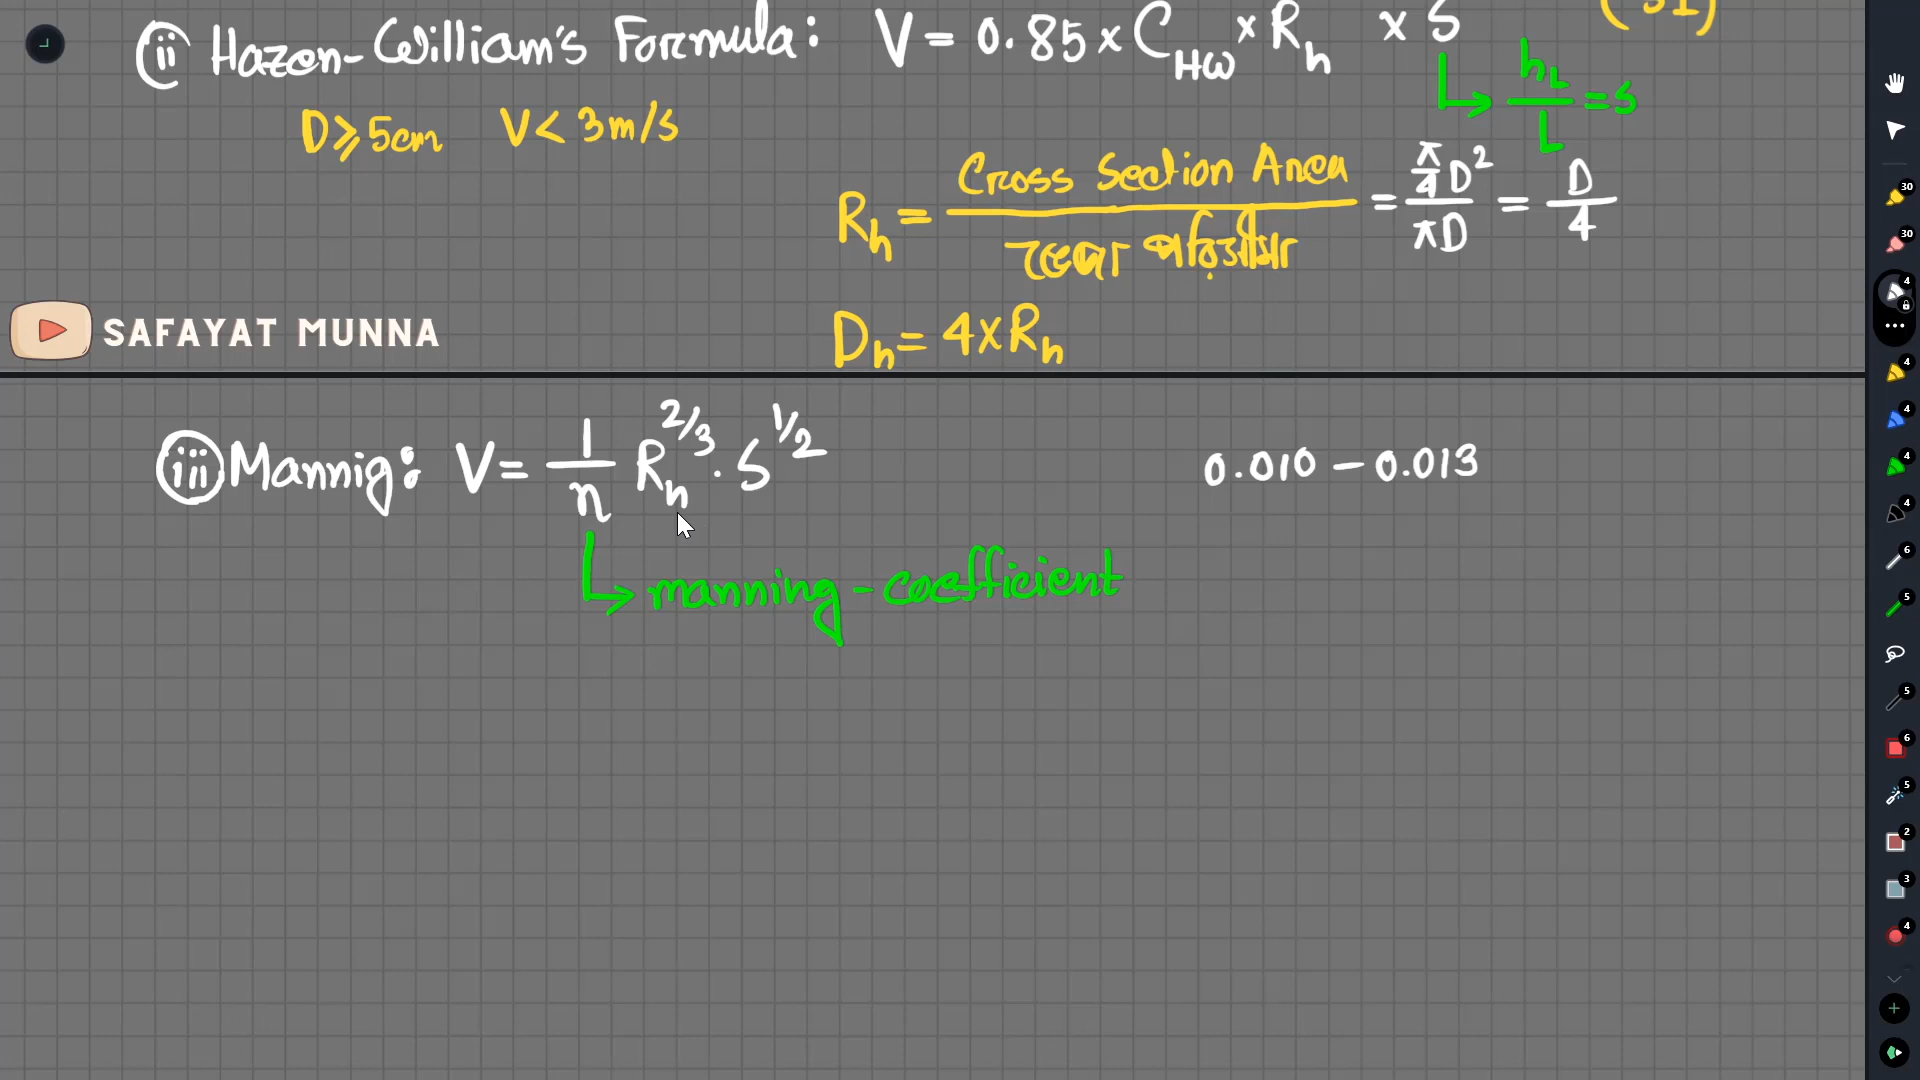 (ii) Hazen-William's Formula: V = 0.85 × C_HW × R_h × S (SI)
h_L/L = S
D ≥ 5cm V < 3m/s
R_h = Cross Section Area / = π/4 D² / πD = D/4
D_h = 4×R_h
SAFAYAT MUNNA
(iii) Mannig: V = 1/n R_h^2/3 · S^1/2 0.010 – 0.013
manning-coefficient